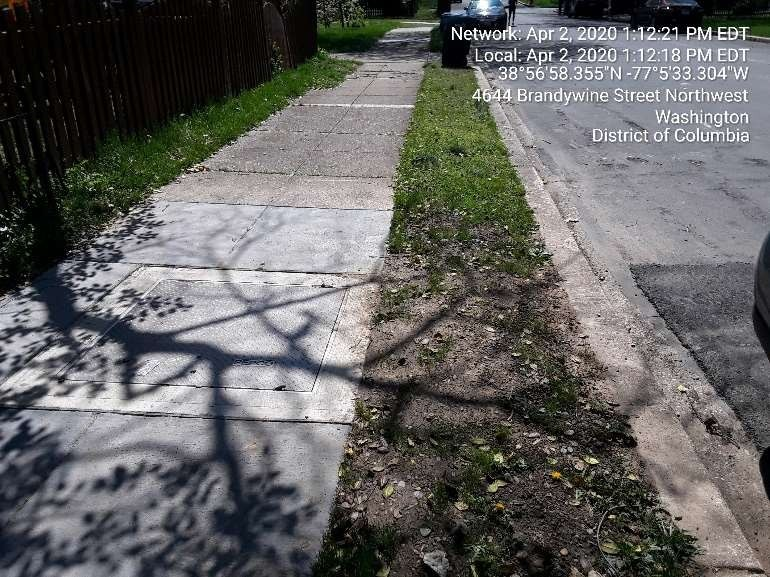 Network: Apr 2, 2020 1:12:21 PM EDT
Local: Apr 2, 2020 1:12:18 PM EDT
38°56'58.355"N -77°5'33.304"W
4644 Brandywine Street Northwest
Washington
District of Columbia